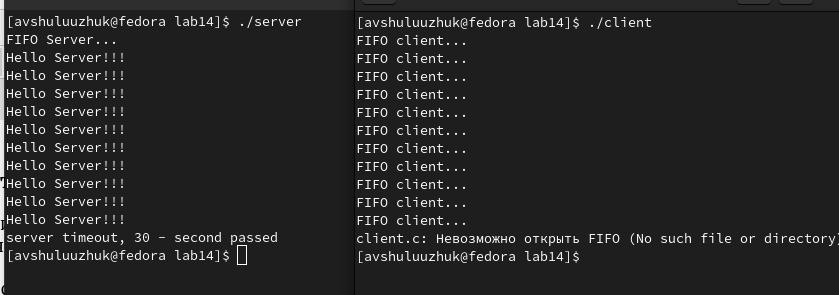 [avshuluuzhuk@fedora lab14]$ ./server
FIFO Server...
Hello Server!!!
Hello Server!!!
Hello Server!!!
Hello Server!!!
Hello Server!!!
Hello Server!!!
Hello Server!!!
Hello Server!!!
Hello Server!!!
Hello Server!!!
server timeout, 30 - second passed
[avshuluuzhuk@fedora lab14]$
[avshuluuzhuk@fedora lab14]$ ./client
FIFO client...
FIFO client...
FIFO client...
FIFO client...
FIFO client...
FIFO client...
FIFO client...
FIFO client...
FIFO client...
FIFO client...
FIFO client...
client.c: Невозможно открыть FIFO (No such file or directory)
[avshuluuzhuk@fedora lab14]$